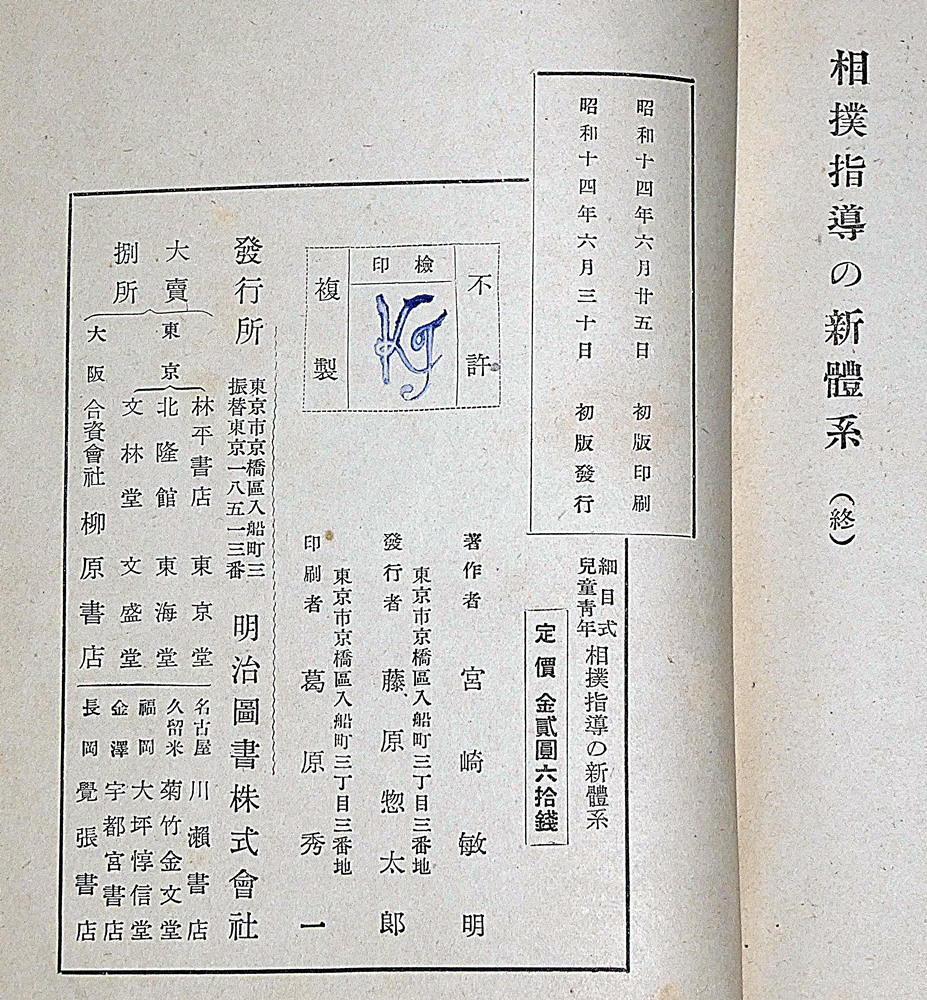 相撲指導の新體系 (終)
昭和十四年六月廿五日 初版印刷
昭和十四年六月三十日 初版發行
細目式
兒童青年
相撲指導の新體系
定價 金貳圓六拾錢
不許
檢印
複製
著作者 宮崎敏明
東京市京橋區入船町三丁目三番地
發行者 藤原惣太郎
東京市京橋區入船町三丁目三番地
印刷者 葛原秀一
東京市京橋區入船町三
振替東京一八五一三番
發行所 明治圖書株式會社
大賣
捌所
東京
林平書店 東京堂
北隆館 東海堂
文林堂 文盛堂
大阪 合資會社 柳原書店
名古屋 川瀨書店
久留米 菊竹金文堂
福岡 大坪惇信堂
金澤 宇都宮書店
長岡 覺張書店